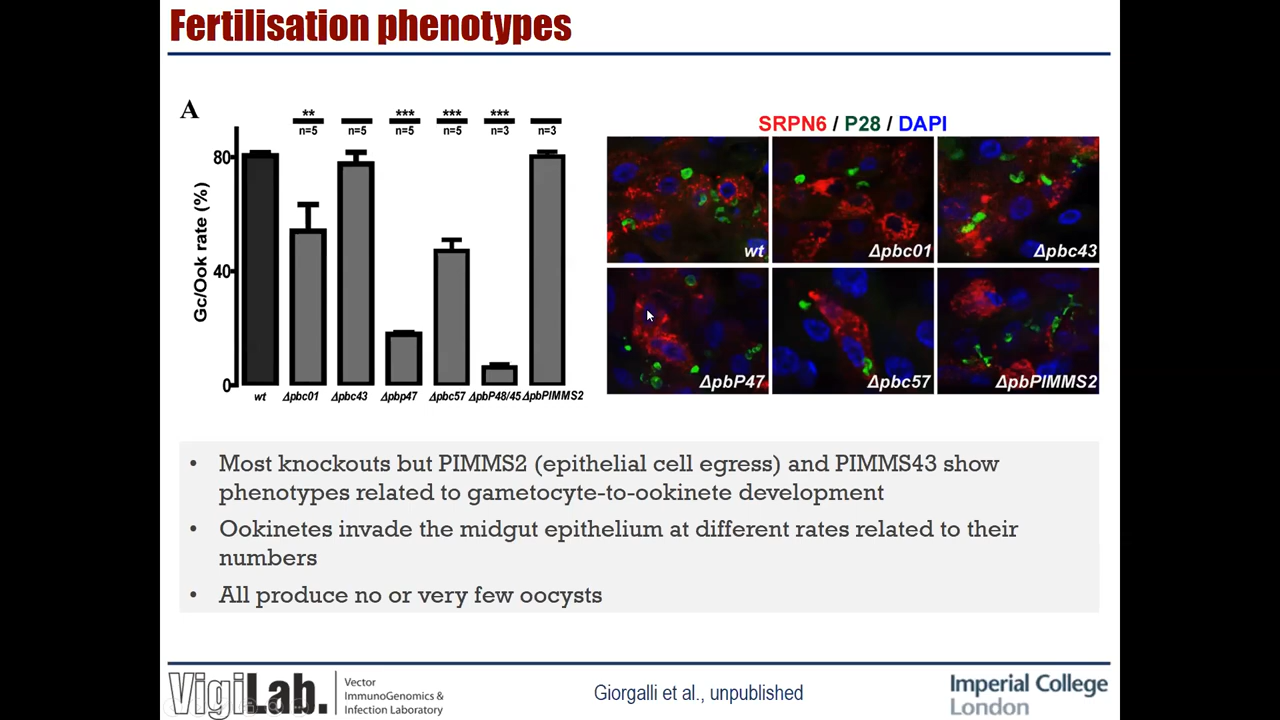 Fertilisation phenotypes
A
** *** *** ***
n=5 n=5 n=5 n=5 n=3 n=3
80
40
0
Gc/Ook rate (%)
wt Δpbc01 Δpbc43 Δpbp47 Δpbc57 ΔpbP48/45 ΔpbPIMMS2
SRPN6 / P28 / DAPI
wt Δpbc01 Δpbc43
ΔpbP47 Δpbc57 ΔpbPIMMS2
• Most knockouts but PIMMS2 (epithelial cell egress) and PIMMS43 show
phenotypes related to gametocyte-to-ookinete development
• Ookinetes invade the midgut epithelium at different rates related to their
numbers
• All produce no or very few oocysts
VigiLab.
Vector
ImmunoGenomics &
Infection Laboratory
Giorgalli et al., unpublished
Imperial College
London